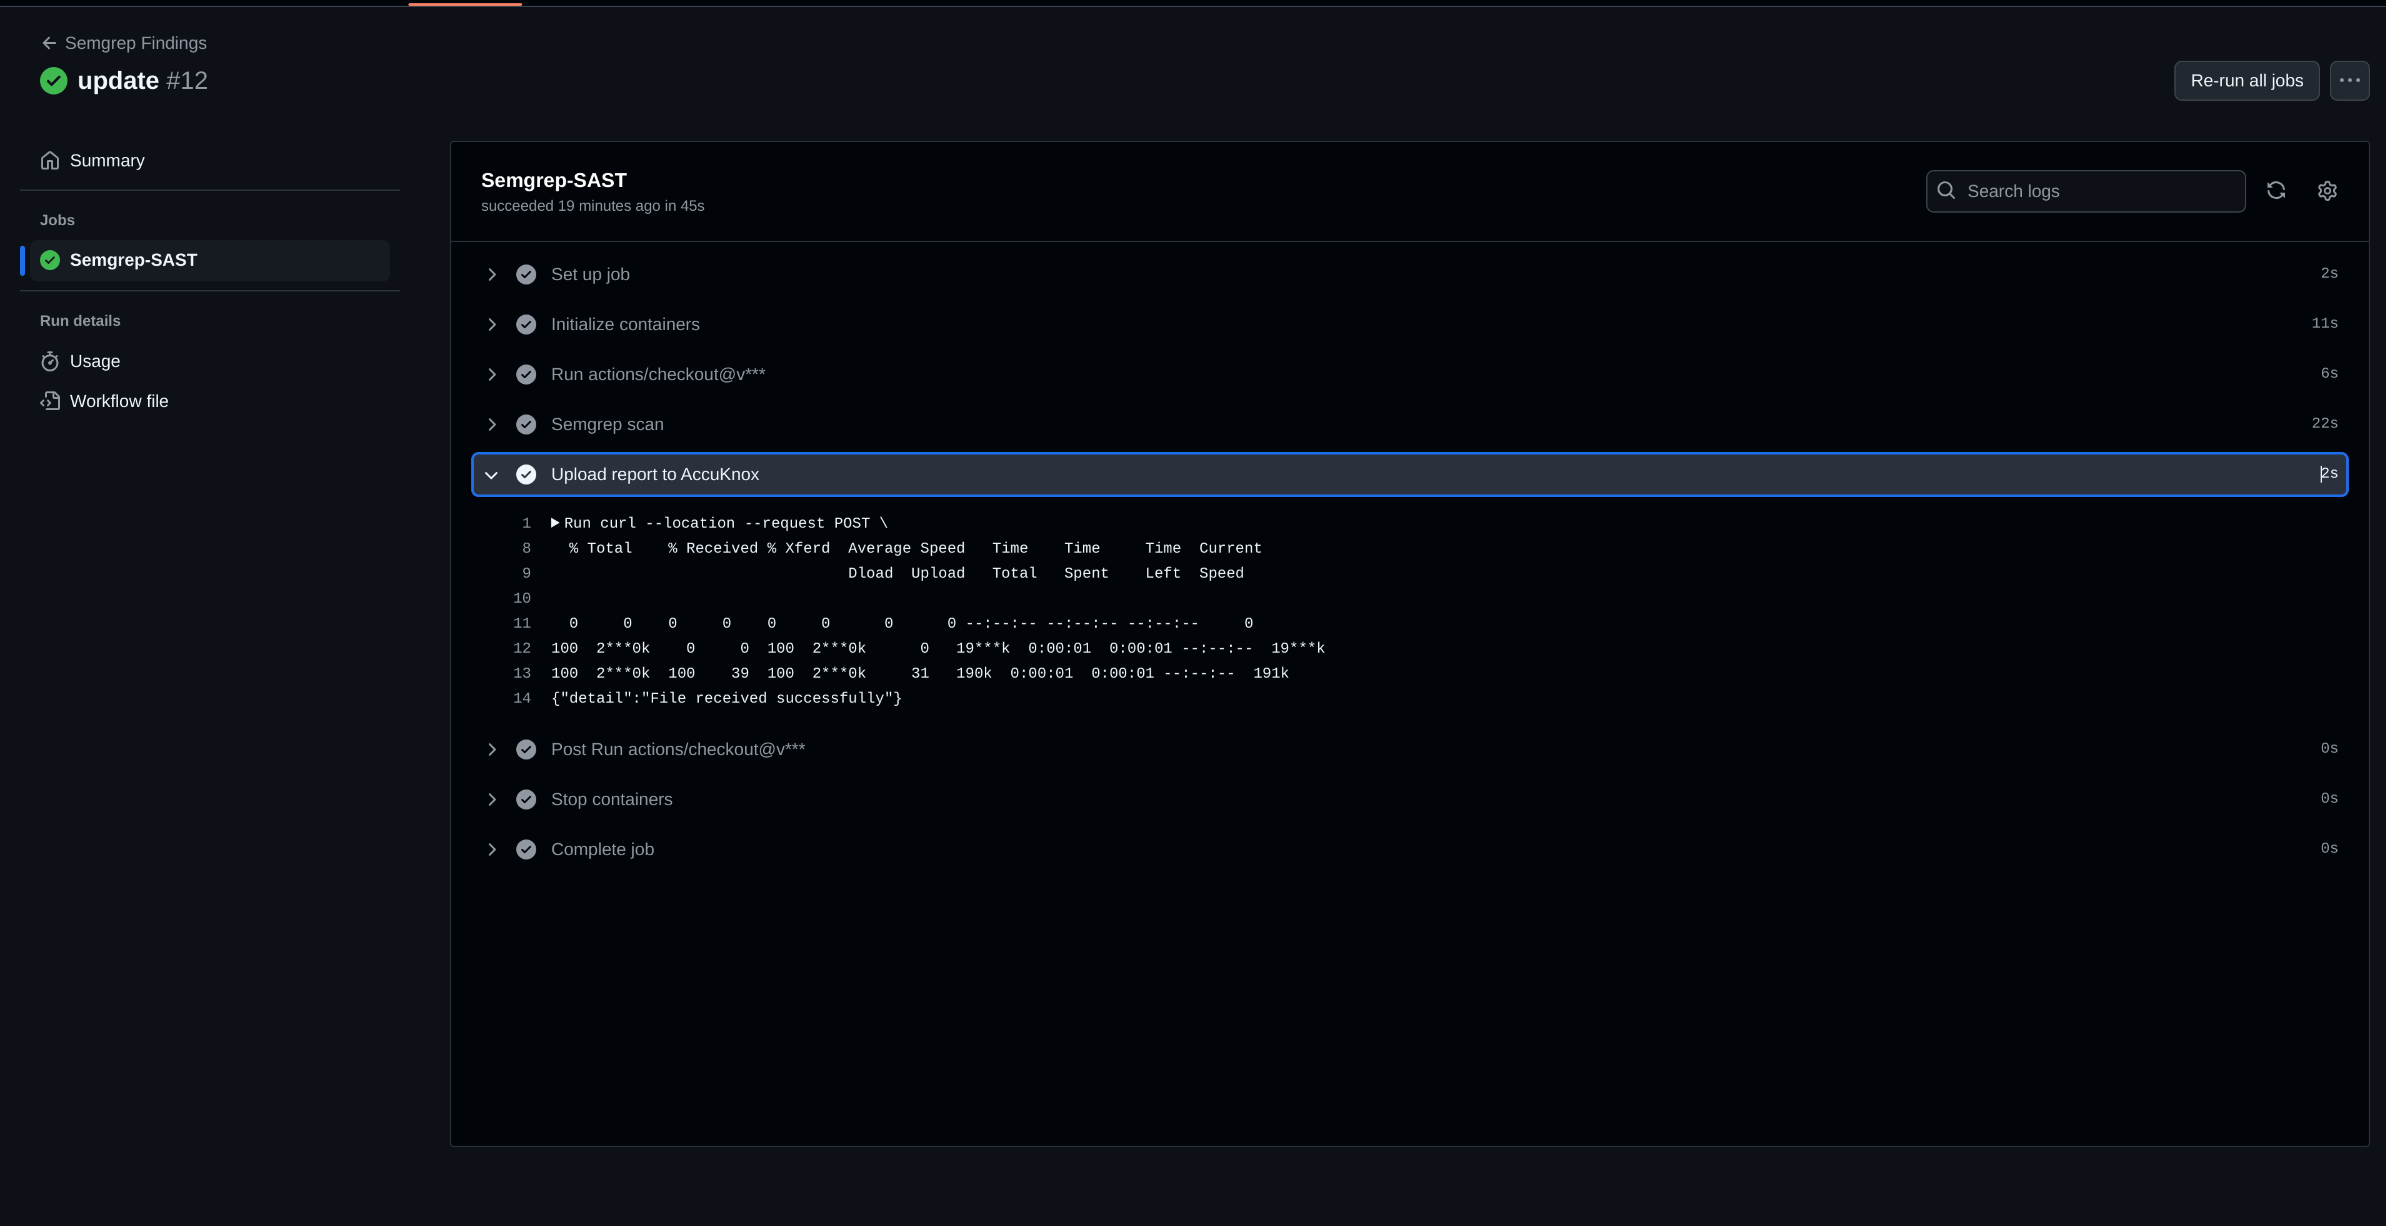 Semgrep Findings
update #12
Re-run all jobs
Summary
Jobs
Semgrep-SAST
Run details
Usage
Workflow file
Semgrep-SAST
succeeded 19 minutes ago in 45s
Search logs
Set up job 2s
Initialize containers 11s
Run actions/checkout@v*** 6s
Semgrep scan 22s
Upload report to AccuKnox 2s
1 Run curl --location --request POST \
8 % Total % Received % Xferd Average Speed Time Time Time Current
9 Dload Upload Total Spent Left Speed
10
11 0 0 0 0 0 0 0 0 --:--:-- --:--:-- --:--:-- 0
12 100 2***0k 0 0 100 2***0k 0 19***k 0:00:01 0:00:01 --:--:-- 19***k
13 100 2***0k 100 39 100 2***0k 31 190k 0:00:01 0:00:01 --:--:-- 191k
14 {"detail":"File received successfully"}
Post Run actions/checkout@v*** 0s
Stop containers 0s
Complete job 0s